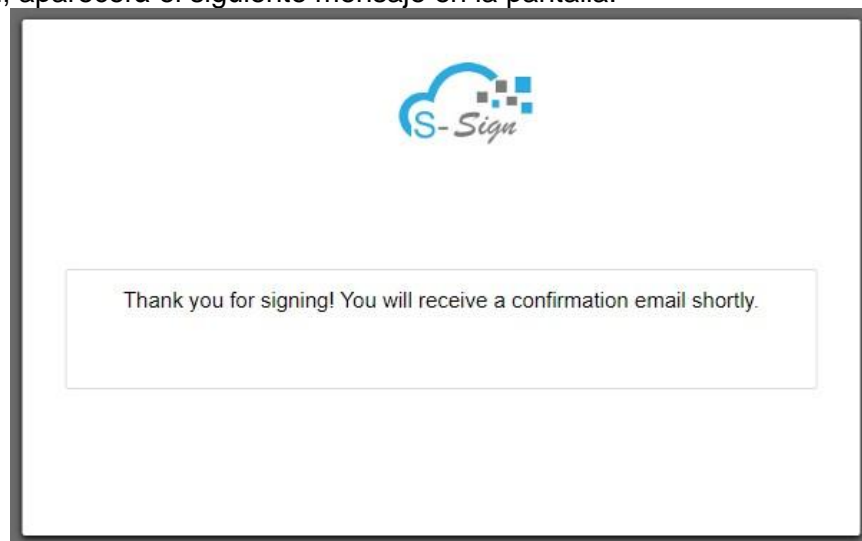 , aparecerá el siguiente mensaje en la pantalla:
S-Sign
Thank you for signing! You will receive a confirmation email shortly.